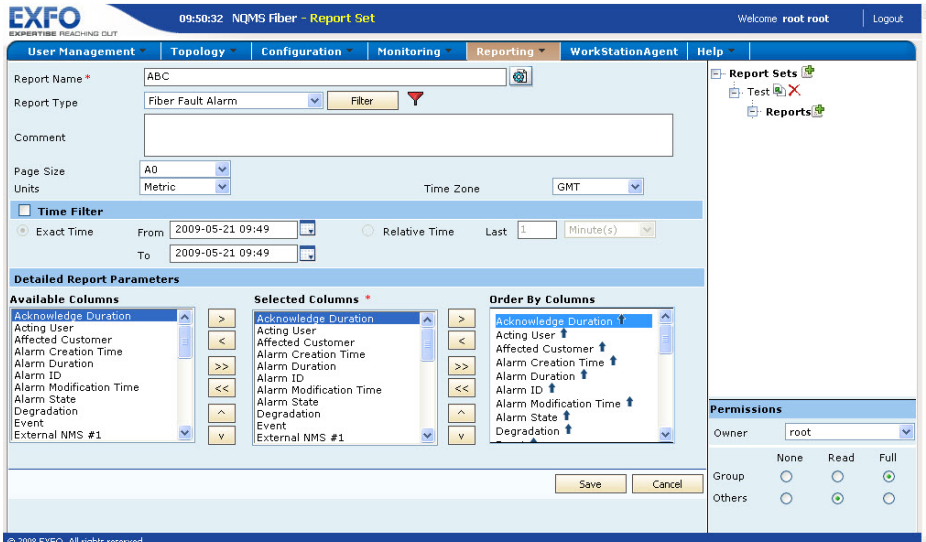 EXFO
EXPERTISE REACHING OUT
09:50:32 NQMS Fiber - Report Set
Welcome root root
Logout
User Management Topology Configuration Monitoring Reporting WorkStationAgent Help
Report Name *
ABC
Report Type
Fiber Fault Alarm
Filter
Comment
Page Size
A0
Units
Metric
Time Zone
GMT
Time Filter
Exact Time
From
2009-05-21 09:49
Relative Time
Last
1
Minute(s)
To
2009-05-21 09:49
Detailed Report Parameters
Available Columns
Acknowledge Duration
Acting User
Affected Customer
Alarm Creation Time
Alarm Duration
Alarm ID
Alarm Modification Time
Alarm State
Degradation
Event
External NMS #1
>
<
>>
<<
^
v
Selected Columns *
Acknowledge Duration
Acting User
Affected Customer
Alarm Creation Time
Alarm Duration
Alarm ID
Alarm Modification Time
Alarm State
Degradation
Event
External NMS #1
>
<
>>
<<
^
v
Order By Columns
Acknowledge Duration
Acting User
Affected Customer
Alarm Creation Time
Alarm Duration
Alarm ID
Alarm Modification Time
Alarm State
Degradation
Save
Cancel
Report Sets
Test
Reports
Permissions
Owner
root
None Read Full
Group
Others
© 2008 EXFO. All rights reserved